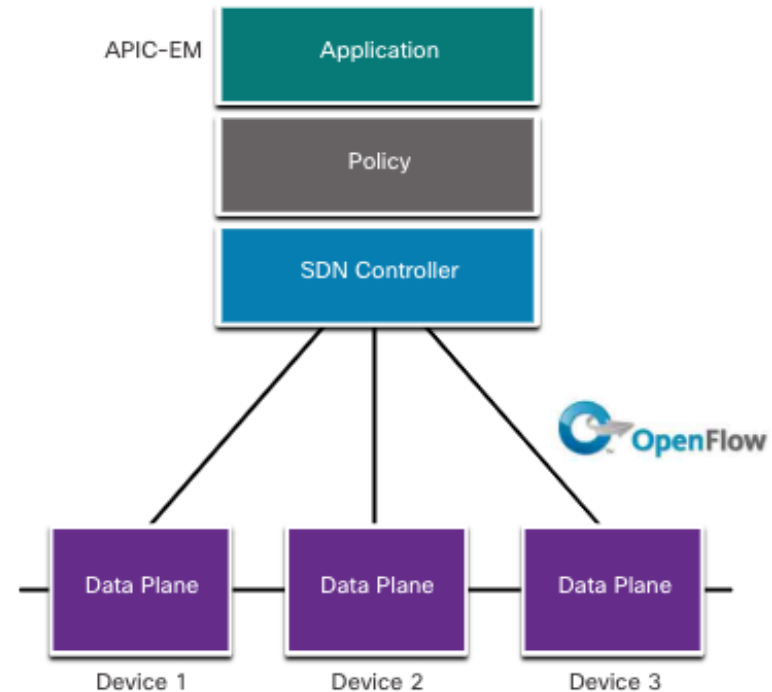 APIC-EM
Application
Policy
SDN Controller
OpenFlow
Data Plane
Data Plane
Data Plane
Device 1
Device 2
Device 3